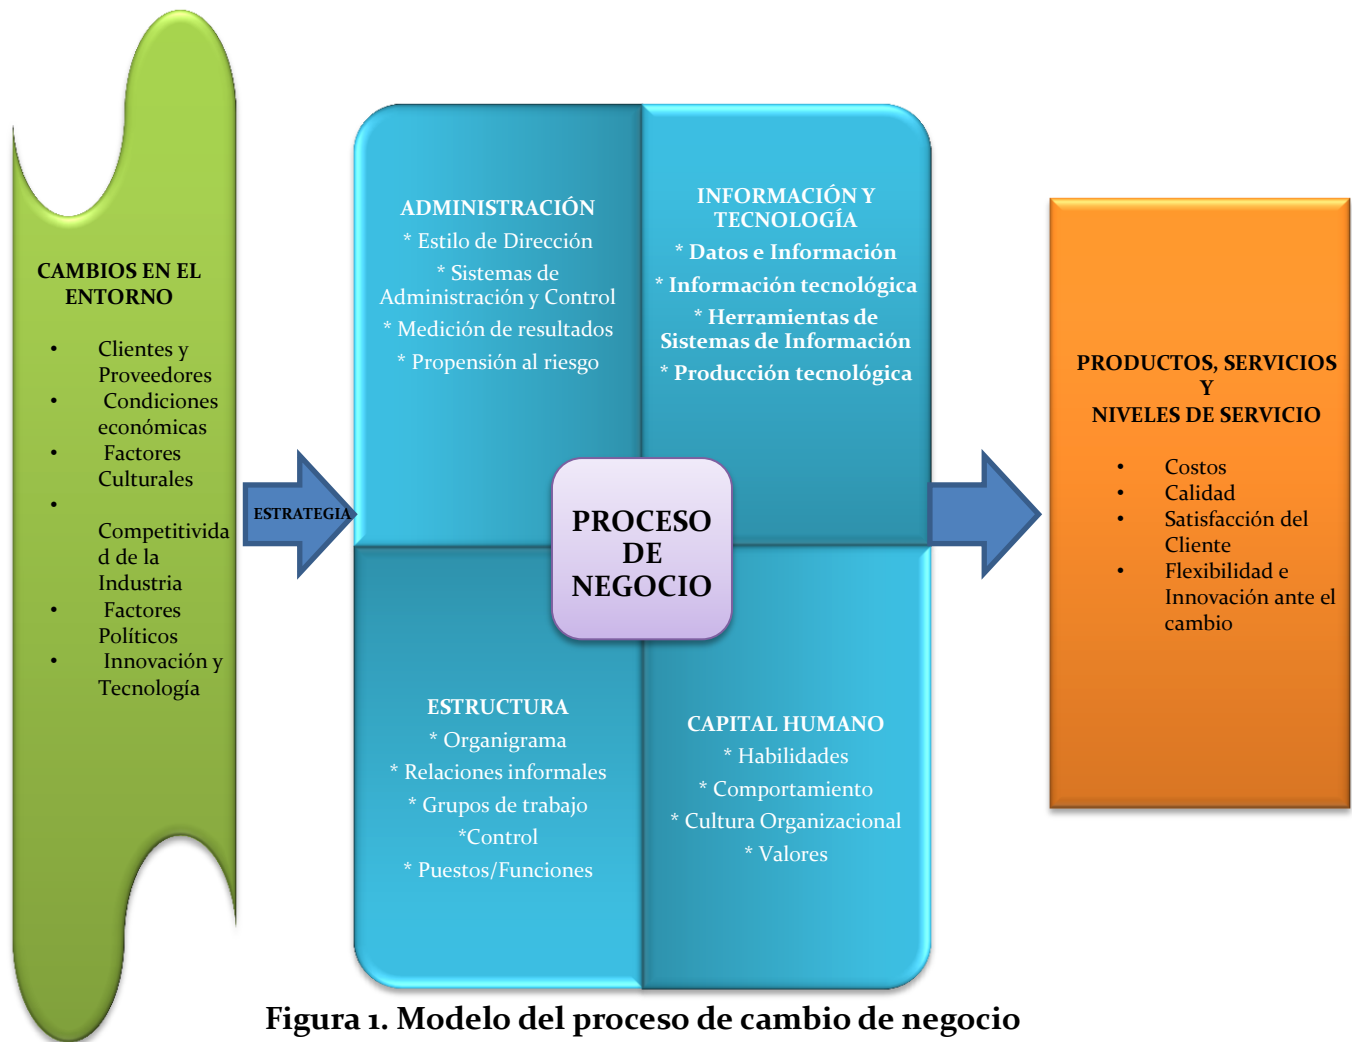 CAMBIOS EN EL
ENTORNO
• Clientes y
Proveedores
• Condiciones
económicas
• Factores
Culturales
•
Competitivida
d de la
Industria
• Factores
Políticos
• Innovación y
Tecnología
ESTRATEGIA
ADMINISTRACIÓN
* Estilo de Dirección
* Sistemas de
Administración y Control
* Medición de resultados
* Propensión al riesgo
INFORMACIÓN Y
TECNOLOGÍA
* Datos e Información
* Información tecnológica
* Herramientas de
Sistemas de Información
* Producción tecnológica
PROCESO
DE
NEGOCIO
ESTRUCTURA
* Organigrama
* Relaciones informales
* Grupos de trabajo
*Control
* Puestos/Funciones
CAPITAL HUMANO
* Habilidades
* Comportamiento
* Cultura Organizacional
* Valores
PRODUCTOS, SERVICIOS
Y
NIVELES DE SERVICIO
• Costos
• Calidad
• Satisfacción del
Cliente
• Flexibilidad e
Innovación ante el
cambio
Figura 1. Modelo del proceso de cambio de negocio